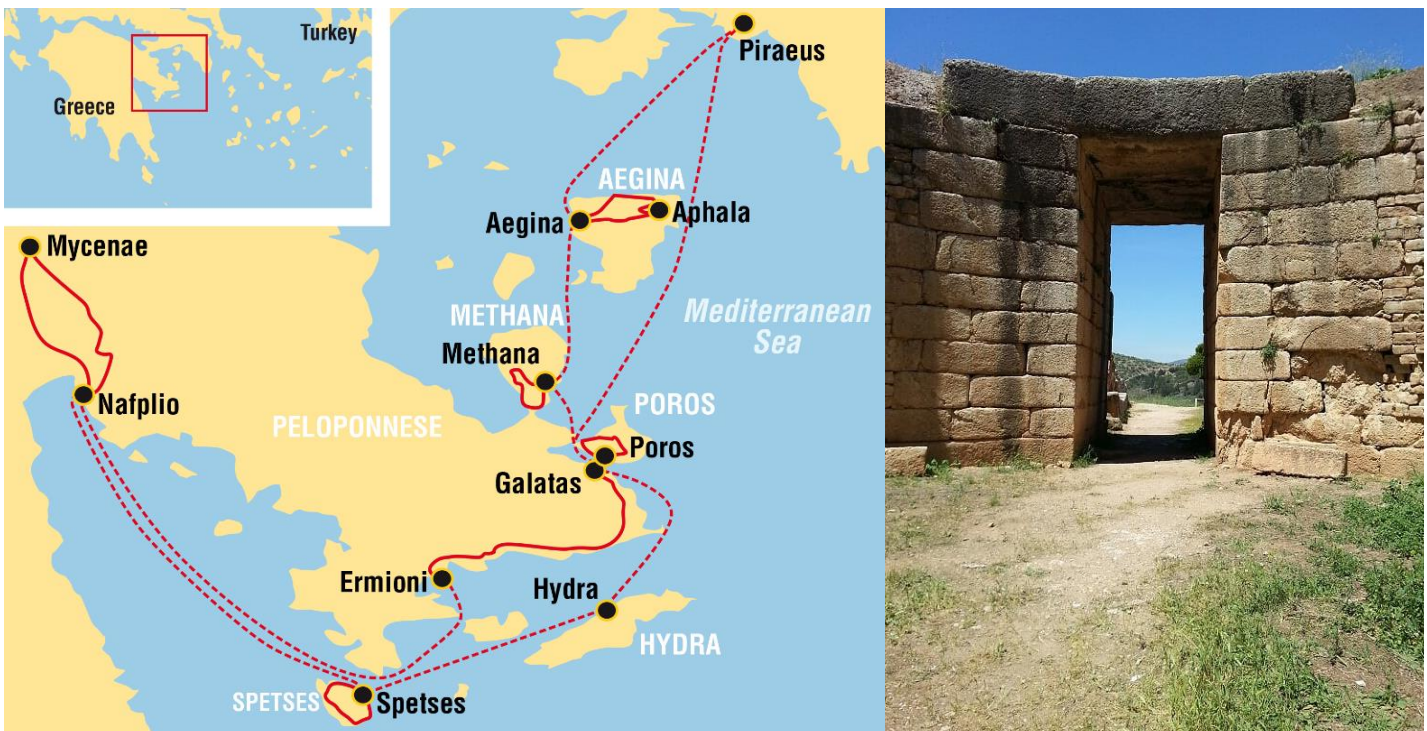 Turkey
Greece
Piraeus
AEGINA
Aegina
Aphala
Mycenae
METHANA
Methana
Mediterranean
Sea
Nafplio
PELOPONNESE
POROS
Poros
Galatas
Ermioni
Hydra
HYDRA
SPETSES
Spetses